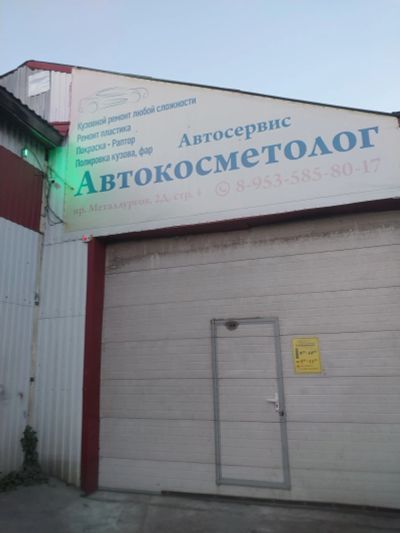 Кузовной ремонт любой сложности
Ремонт пластика
Покраска • Раптор
Полировка кузова, фар
Автосервис
Автокосметолог
пр. Металлургов, 2Д, стр. 4
8-953-585-80-17